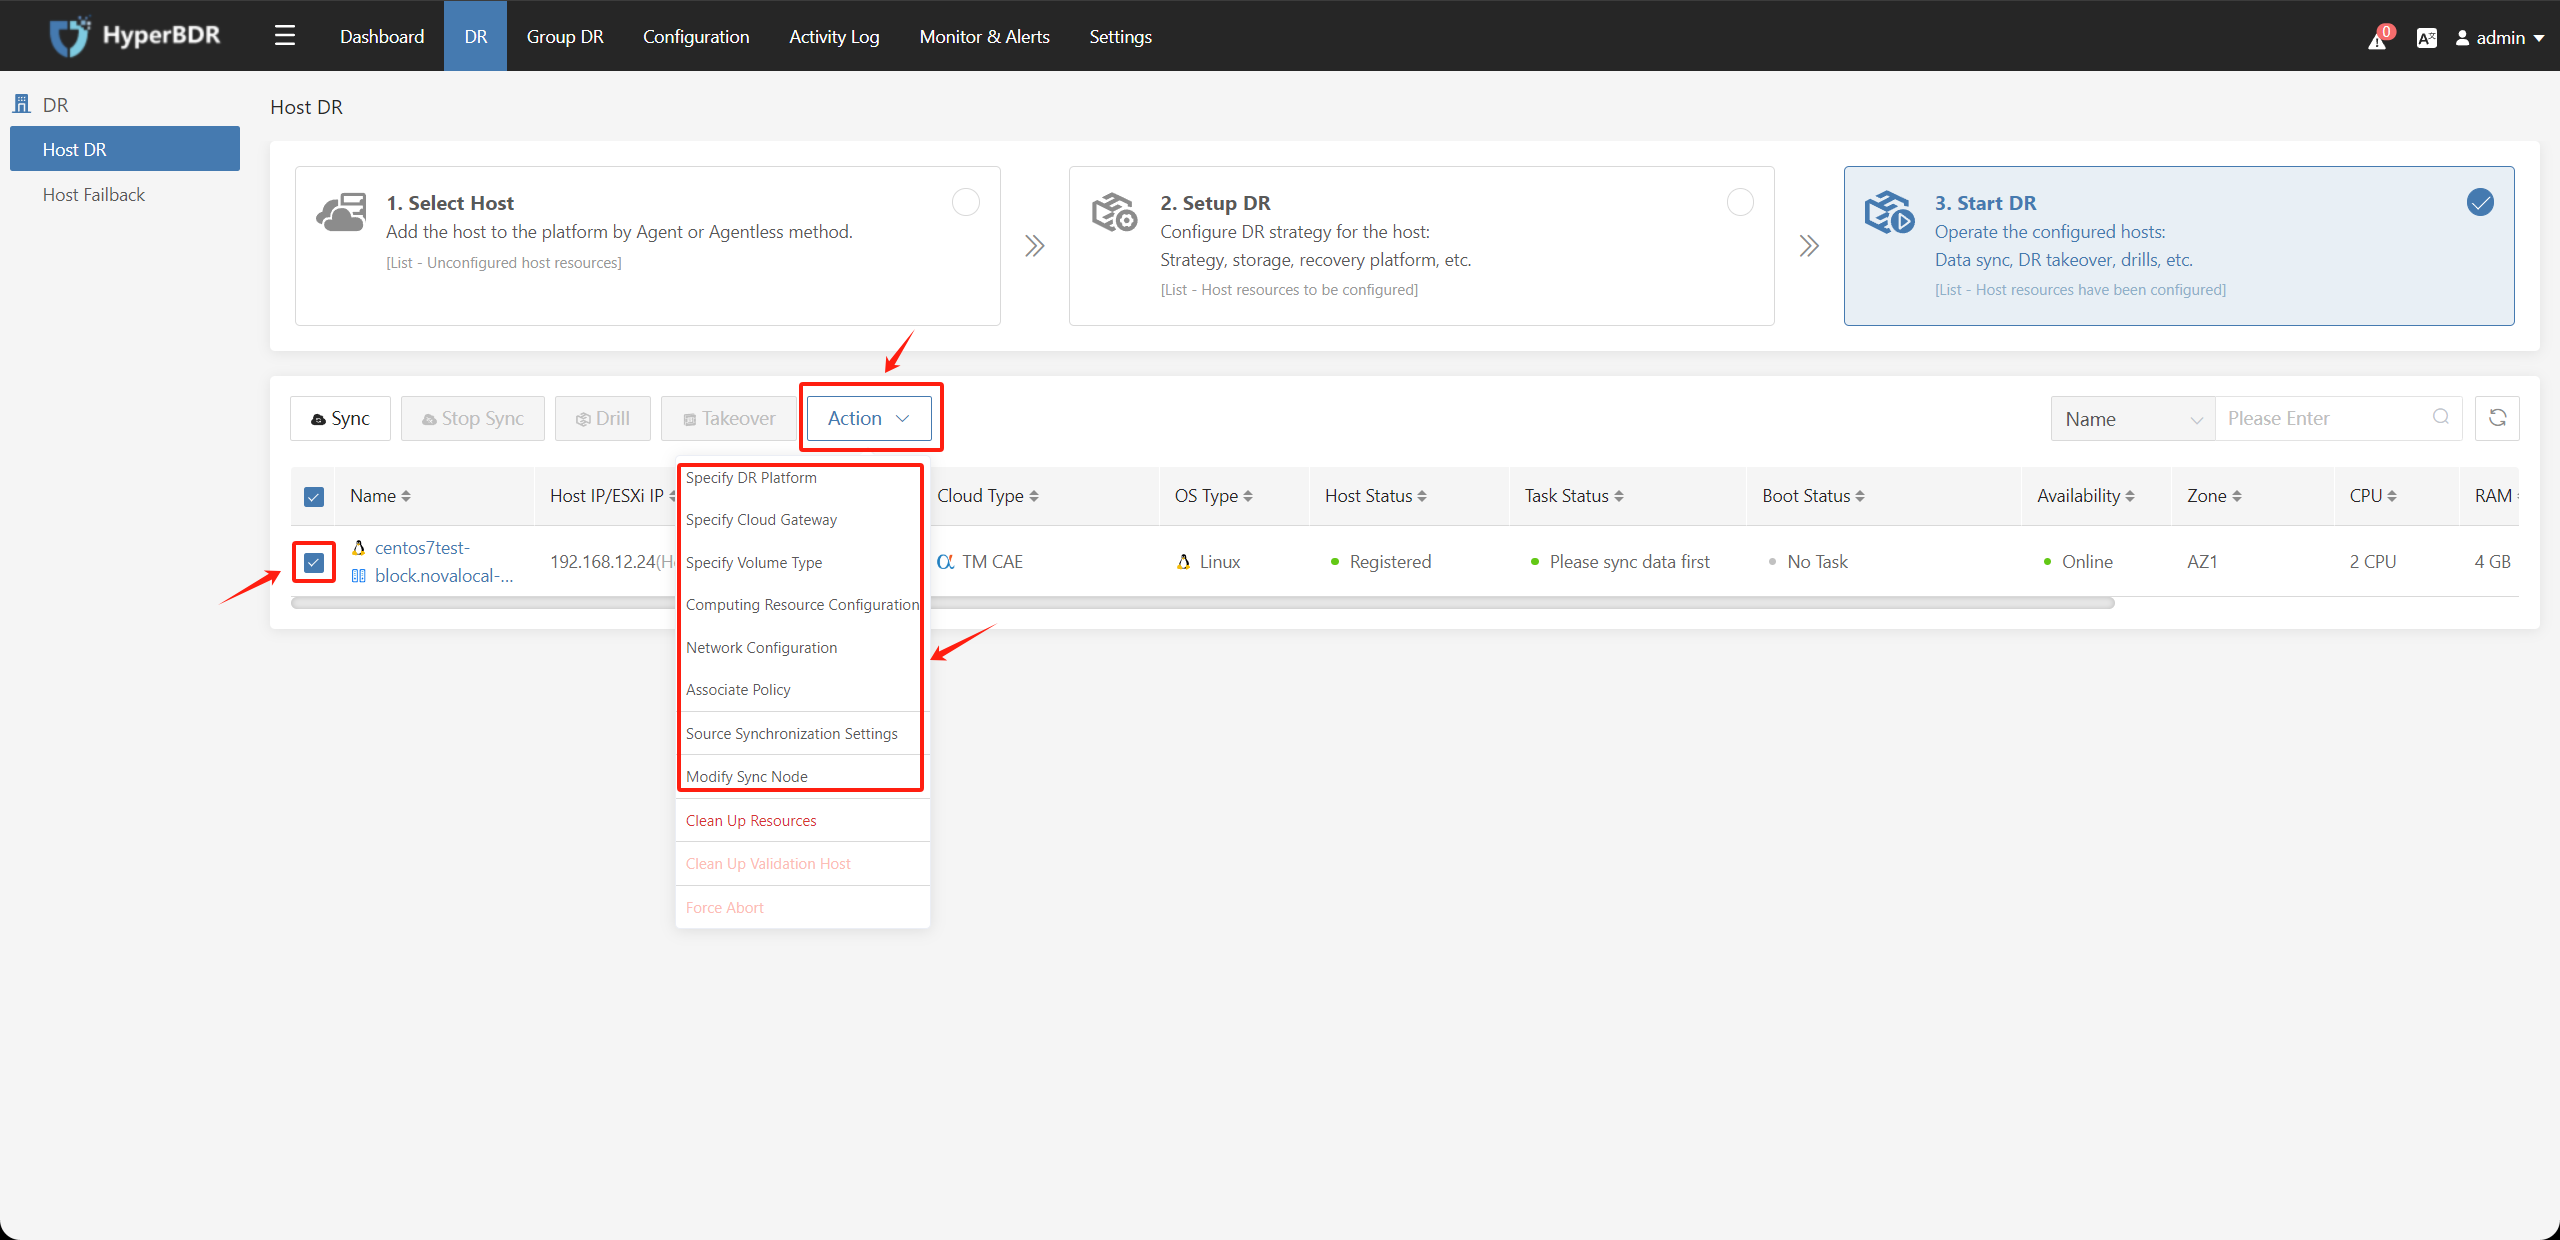 HyperBDR
Dashboard
DR
Group DR
Configuration
Activity Log
Monitor & Alerts
Settings
0
admin
DR
Host DR
Host Failback
Host DR
1. Select Host
Add the host to the platform by Agent or Agentless method.
[List - Unconfigured host resources]
2. Setup DR
Configure DR strategy for the host:
Strategy, storage, recovery platform, etc.
[List - Host resources to be configured]
3. Start DR
Operate the configured hosts:
Data sync, DR takeover, drills, etc.
[List - Host resources have been configured]
Sync
Stop Sync
Drill
Takeover
Action
Name
Please Enter
Name
Host IP/ESXi IP
Cloud Type
OS Type
Host Status
Task Status
Boot Status
Availability
Zone
CPU
RAM
centos7test-
block.novalocal-...
192.168.12.24(H
TM CAE
Linux
Registered
Please sync data first
No Task
Online
AZ1
2 CPU
4 GB
Specify DR Platform
Specify Cloud Gateway
Specify Volume Type
Computing Resource Configuration
Network Configuration
Associate Policy
Source Synchronization Settings
Modify Sync Node
Clean Up Resources
Clean Up Validation Host
Force Abort